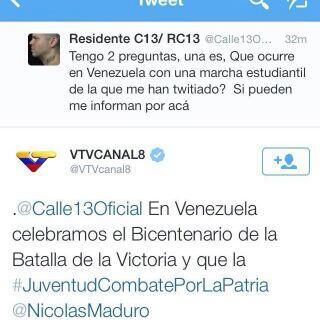 Tweet
Residente C13/ RC13 @Calle13O... 32m
Tengo 2 preguntas, una es, Que ocurre
en Venezuela con una marcha estudiantil
de la que me han twitiado? Si pueden
me informan por acá
VTVCANAL8
@VTVcanal8
.@Calle13Oficial En Venezuela
celebramos el Bicentenario de la
Batalla de la Victoria y que la
#JuventudCombatePorLaPatria
@NicolasMaduro